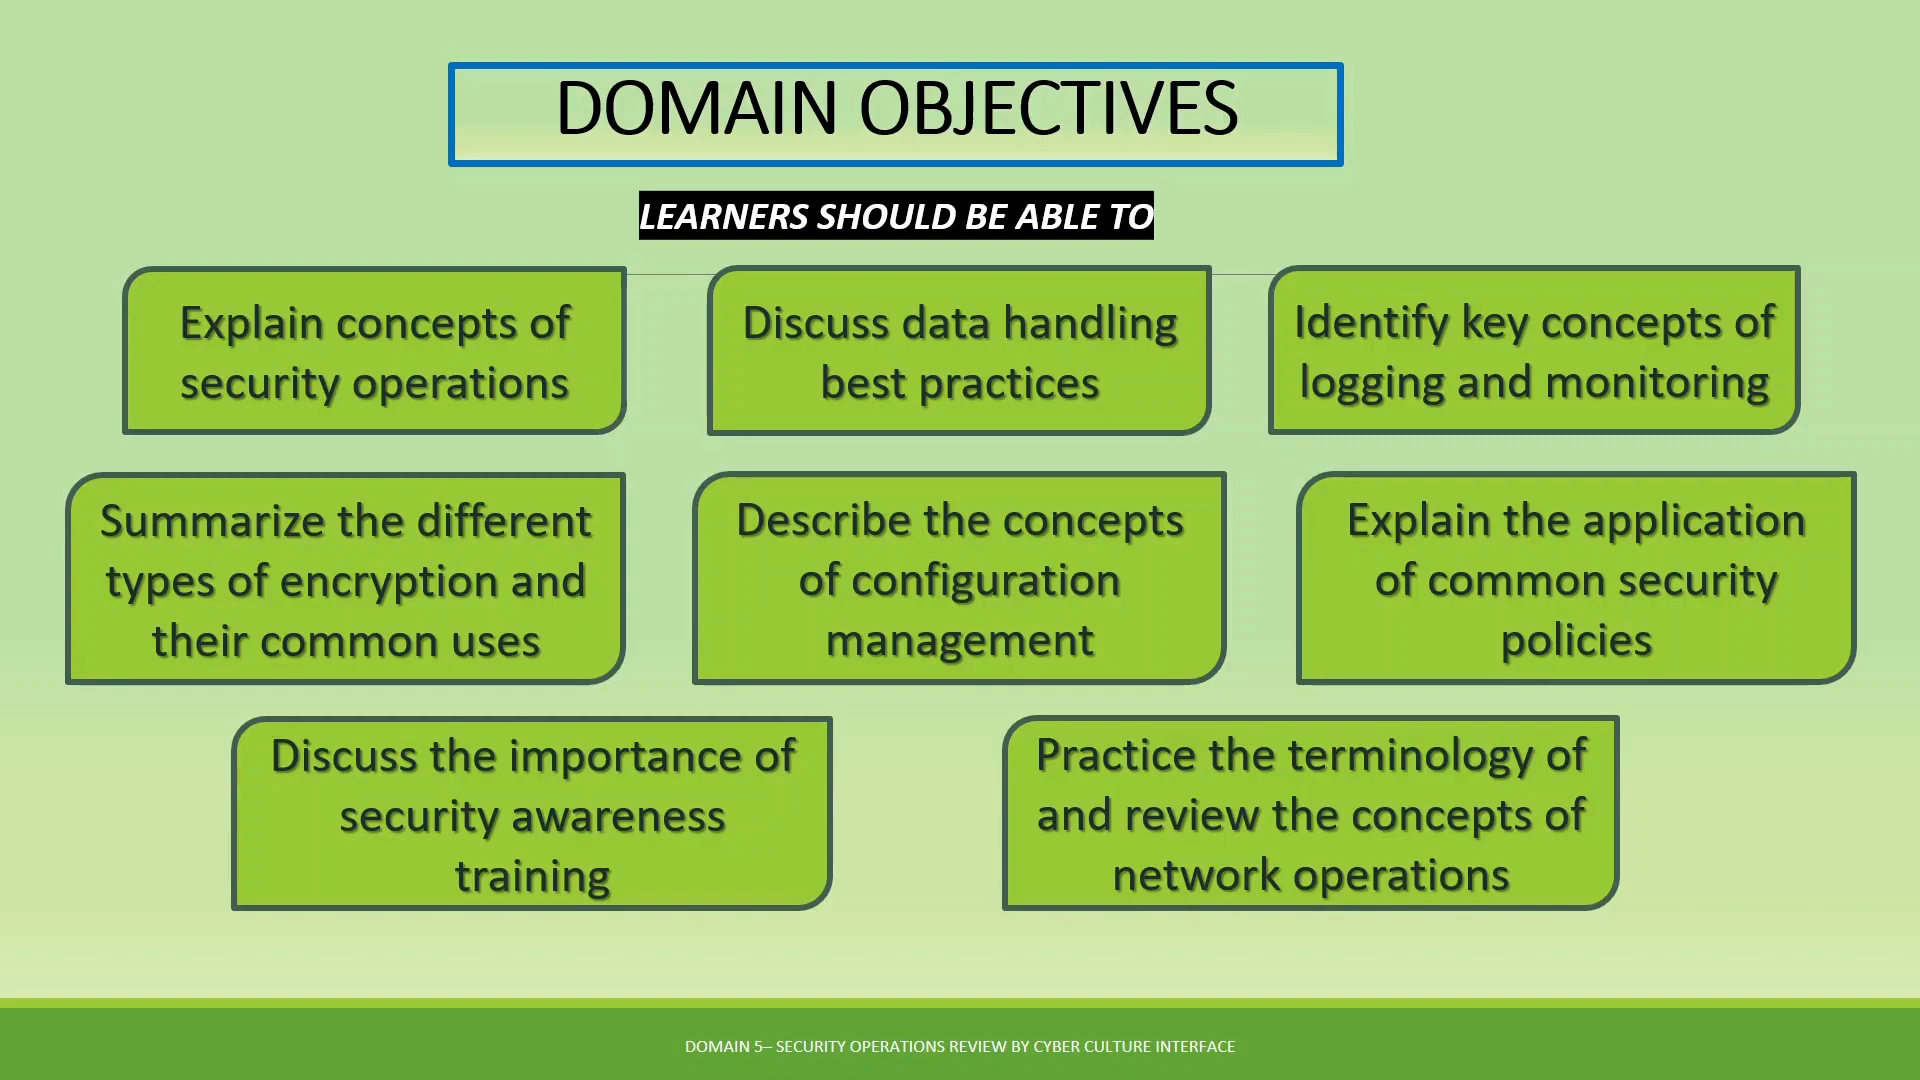 DOMAIN OBJECTIVES
LEARNERS SHOULD BE ABLE TO
Explain concepts of
security operations
Discuss data handling
best practices
Identify key concepts of
logging and monitoring
Summarize the different
types of encryption and
their common uses
Describe the concepts
of configuration
management
Explain the application
of common security
policies
Discuss the importance of
security awareness
training
Practice the terminology of
and review the concepts of
network operations
DOMAIN 5– SECURITY OPERATIONS REVIEW BY CYBER CULTURE INTERFACE